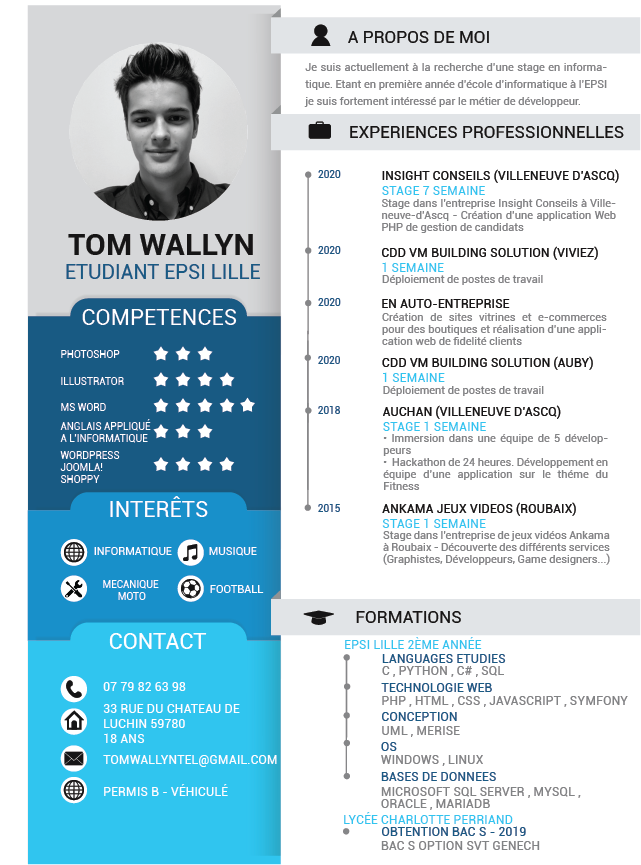 TOM WALLYN
ETUDIANT EPSI LILLE
COMPETENCES
PHOTOSHOP
ILLUSTRATOR
MS WORD
ANGLAIS APPLIQUÉ
A L'INFORMATIQUE
WORDPRESS
JOOMLA!
SHOPPY
INTERÊTS
INFORMATIQUE
MUSIQUE
MECANIQUE
MOTO
FOOTBALL
CONTACT
07 79 82 63 98
33 RUE DU CHATEAU DE
LUCHIN 59780
18 ANS
TOMWALLYNTEL@GMAIL.COM
PERMIS B - VÉHICULÉ
A PROPOS DE MOI
Je suis actuellement à la recherche d'une stage en informa-
tique. Etant en première année d'école d'informatique à l'EPSI
je suis fortement intéressé par le métier de développeur.
EXPERIENCES PROFESSIONNELLES
2020
INSIGHT CONSEILS (VILLENEUVE D'ASCQ)
STAGE 7 SEMAINE
Stage dans l'entreprise Insight Conseils à Ville-
neuve-d'Ascq - Création d'une application Web
PHP de gestion de candidats
2020
CDD VM BUILDING SOLUTION (VIVIEZ)
1 SEMAINE
Déploiement de postes de travail
2020
EN AUTO-ENTREPRISE
Création de sites vitrines et e-commerces
pour des boutiques et réalisation d'une appli-
cation web de fidelité clients
2020
CDD VM BUILDING SOLUTION (AUBY)
1 SEMAINE
Déploiement de postes de travail
2018
AUCHAN (VILLENEUVE D'ASCQ)
STAGE 1 SEMAINE
• Immersion dans une équipe de 5 dévelop-
peurs
• Hackathon de 24 heures. Développement en
équipe d'une application sur le théme du
Fitness
2015
ANKAMA JEUX VIDEOS (ROUBAIX)
STAGE 1 SEMAINE
Stage dans l'entreprise de jeux vidéos Ankama
à Roubaix - Découverte des différents services
(Graphistes, Développeurs, Game designers...)
FORMATIONS
EPSI LILLE 2ÈME ANNÉE
LANGUAGES ETUDIES
C , PYTHON , C# , SQL
TECHNOLOGIE WEB
PHP , HTML , CSS , JAVASCRIPT , SYMFONY
CONCEPTION
UML , MERISE
OS
WINDOWS , LINUX
BASES DE DONNEES
MICROSOFT SQL SERVER , MYSQL ,
ORACLE , MARIADB
LYCÉE CHARLOTTE PERRIAND
OBTENTION BAC S - 2019
BAC S OPTION SVT GENECH